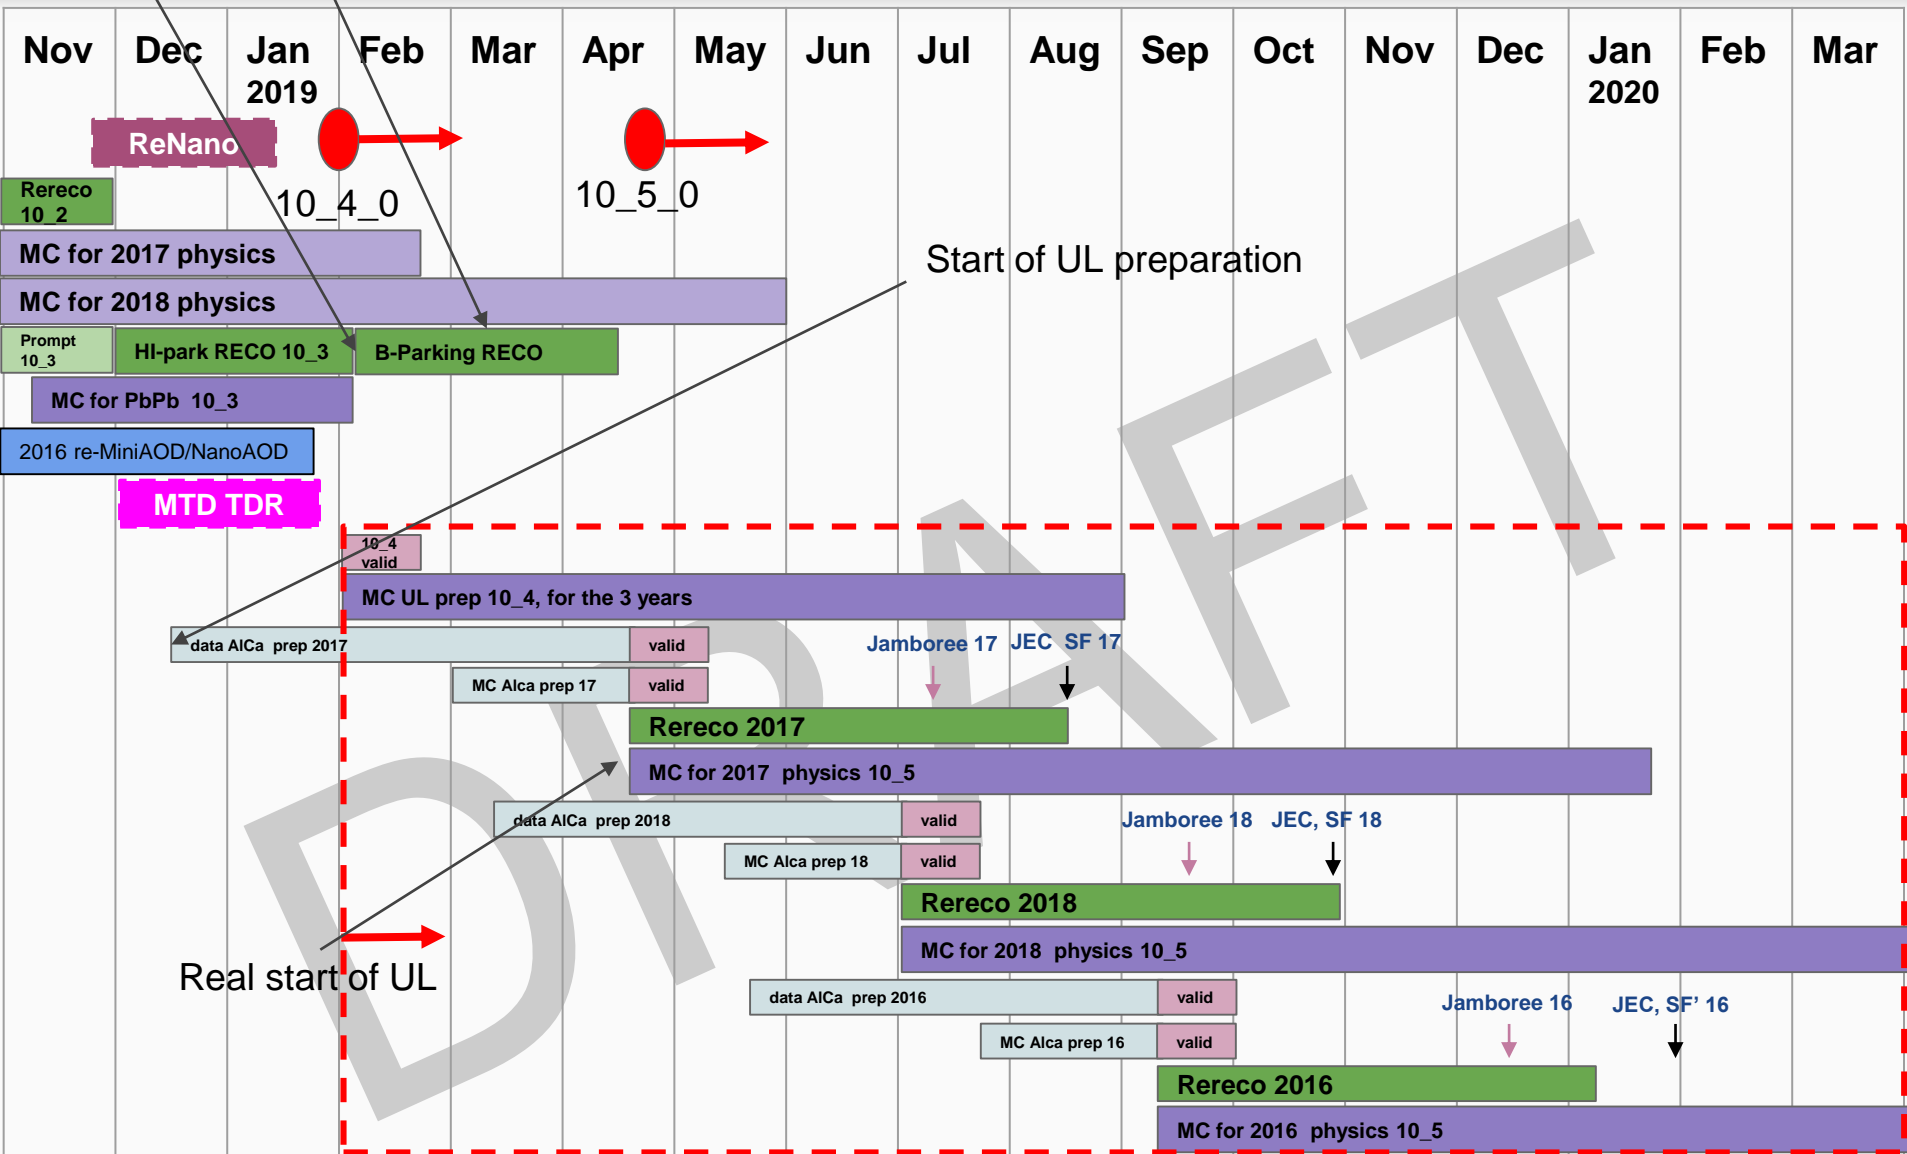 Nov Dec Jan Feb Mar Apr May Jun Jul Aug Sep Oct Nov Dec Jan Feb Mar
2019 2020
ReNano
10_4_0
10_5_0
Rereco
10_2
MC for 2017 physics
Start of UL preparation
MC for 2018 physics
Prompt
10_3
HI-park RECO 10_3
B-Parking RECO
MC for PbPb 10_3
2016 re-MiniAOD/NanoAOD
MTD TDR
10_4
valid
MC UL prep 10_4, for the 3 years
data AlCa prep 2017 valid
Jamboree 17 JEC SF 17
MC Alca prep 17 valid
Rereco 2017
MC for 2017 physics 10_5
data AlCa prep 2018 valid
Jamboree 18 JEC, SF 18
MC Alca prep 18 valid
Rereco 2018
MC for 2018 physics 10_5
Real start of UL
data AlCa prep 2016 valid
Jamboree 16 JEC, SF’ 16
MC Alca prep 16 valid
Rereco 2016
MC for 2016 physics 10_5
DRAFT